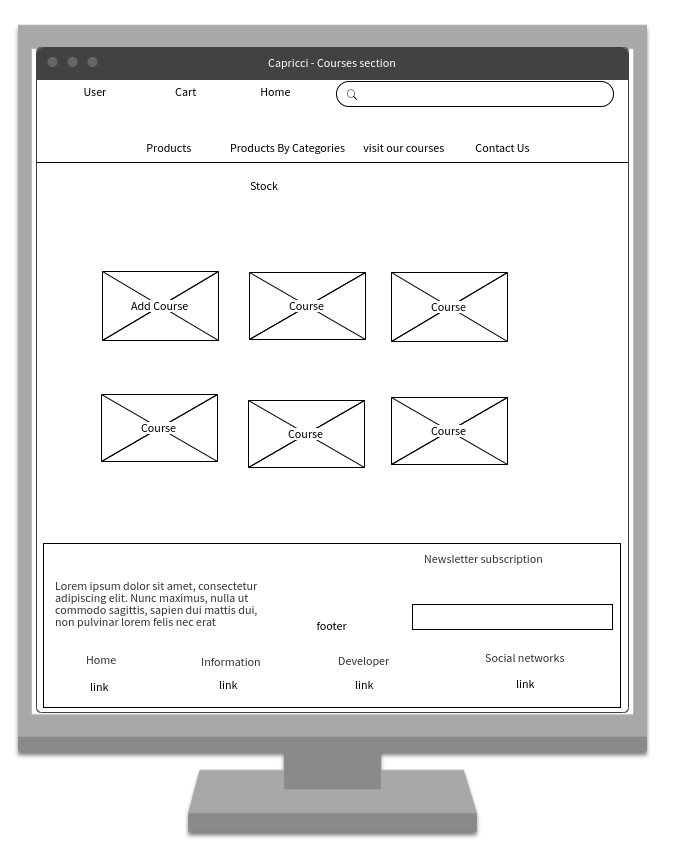 Capricci - Courses section
User Cart Home
Products Products By Categories visit our courses Contact Us
Stock
Add Course Course Course
Course Course Course
Newsletter subscription
Lorem ipsum dolor sit amet, consectetur
adipiscing elit. Nunc maximus, nulla ut
commodo sagittis, sapien dui mattis dui,
non pulvinar lorem felis nec erat
footer
Home Information Developer Social networks
link link link link